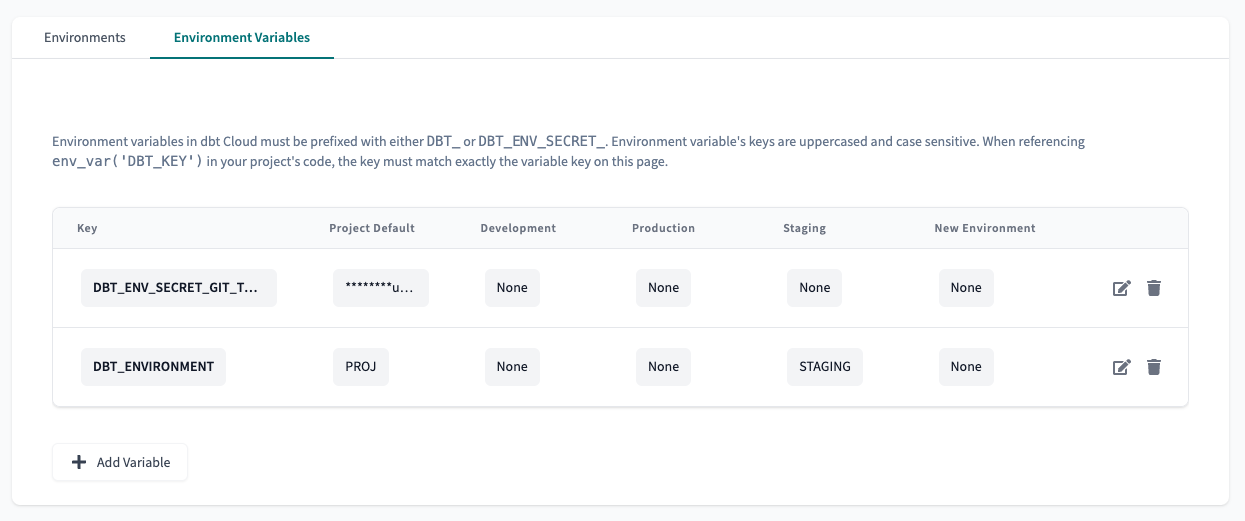 Environments Environment Variables
Environment variables in dbt Cloud must be prefixed with either DBT_ or DBT_ENV_SECRET_. Environment variable's keys are uppercased and case sensitive. When referencing
env_var('DBT_KEY') in your project's code, the key must match exactly the variable key on this page.
Key Project Default Development Production Staging New Environment
DBT_ENV_SECRET_GIT_T... ********u... None None None None
DBT_ENVIRONMENT PROJ None None STAGING None
Add Variable